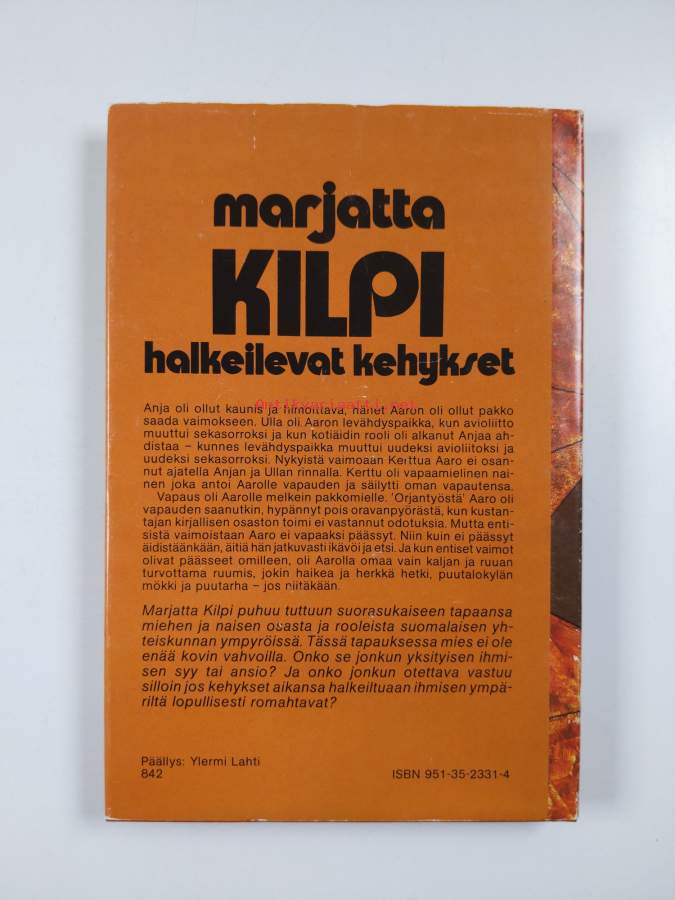 marjatta
KILPI
halkeilevat kehykset
Antikvariaatti.net
Anja oli ollut kaunis ja himoittava, hänet Aaron oli ollut pakko
saada vaimokseen. Ulla oli Aaron levähdyspaikka, kun avioliitto
muuttui sekasorroksi ja kun kotiäidin rooli oli alkanut Anjaa ah-
distaa – kunnes levähdyspaikka muuttui uudeksi avioliitoksi ja
uudeksi sekasorroksi. Nykyistä vaimoaan Kerttua Aaro ei osan-
nut ajatella Anjan ja Ullan rinnalla. Kerttu oli vapaamielinen nai-
nen joka antoi Aarolle vapauden ja säilytti oman vapautensa.
Vapaus oli Aarolle melkein pakkomielle. 'Orjantyöstä' Aaro oli
vapauden saanutkin, hypännyt pois oravanpyörästä, kun kustan-
tajan kirjallisen osaston toimi ei vastannut odotuksia. Mutta enti-
sistä vaimoistaan Aaro ei vapaaksi päässyt. Niin kuin ei päässyt
äidistäänkään, äitiä hän jatkuvasti ikävöi ja etsi. Ja kun entiset vaimot
olivat päässeet omilleen, oli Aarolla omaa vain kaljan ja ruuan
turvottama ruumis, jokin haikea ja herkkä hetki, puutalokylän
mökki ja puutarha – jos niitäkään.
Marjatta Kilpi puhuu tuttuun suorasukaiseen tapaansa
miehen ja naisen osasta ja rooleista suomalaisen yh-
teiskunnan ympyröissä. Tässä tapauksessa mies ei ole
enää kovin vahvoilla. Onko se jonkun yksityisen ihmi-
sen syy tai ansio? Ja onko jonkun otettava vastuu
silloin jos kehykset aikansa halkeiltuaan ihmisen ympä-
riltä lopullisesti romahtavat?
Päällys: Ylermi Lahti
842
ISBN 951-35-2331-4